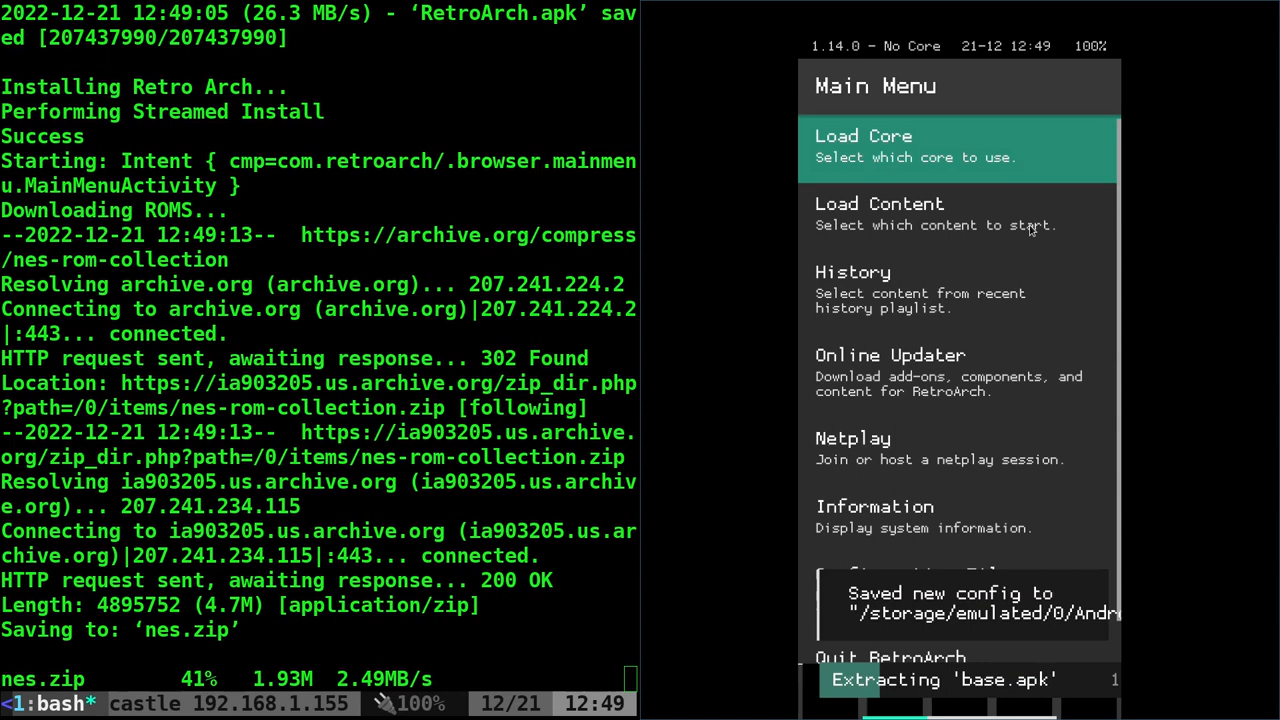 2022-12-21 12:49:05 (26.3 MB/s) - ‘RetroArch.apk’ sav
ed [207437990/207437990]
Installing Retro Arch...
Performing Streamed Install
Success
Starting: Intent { cmp=com.retroarch/.browser.mainmen
u.MainMenuActivity }
Downloading ROMS...
--2022-12-21 12:49:13--  https://archive.org/compress
/nes-rom-collection
Resolving archive.org (archive.org)... 207.241.224.2
Connecting to archive.org (archive.org)|207.241.224.2
|:443... connected.
HTTP request sent, awaiting response... 302 Found
Location: https://ia903205.us.archive.org/zip_dir.php
?path=/0/items/nes-rom-collection.zip [following]
--2022-12-21 12:49:13--  https://ia903205.us.archive.
org/zip_dir.php?path=/0/items/nes-rom-collection.zip
Resolving ia903205.us.archive.org (ia903205.us.archiv
e.org)... 207.241.234.115
Connecting to ia903205.us.archive.org (ia903205.us.ar
chive.org)|207.241.234.115|:443... connected.
HTTP request sent, awaiting response... 200 OK
Length: 4895752 (4.7M) [application/zip]
Saving to: ‘nes.zip’
nes.zip        41%   1.93M  2.49MB/s
<1:bash* castle 192.168.1.155 100% 12/21 12:49
1.14.0 - No Core 21-12 12:49 100%
Main Menu
Load Core
Select which core to use.
Load Content
Select which content to start.
History
Select content from recent
history playlist.
Online Updater
Download add-ons, components, and
content for RetroArch.
Netplay
Join or host a netplay session.
Information
Display system information.
Saved new config to
"/storage/emulated/0/Andr
Quit RetroArch
Extracting 'base.apk' 1